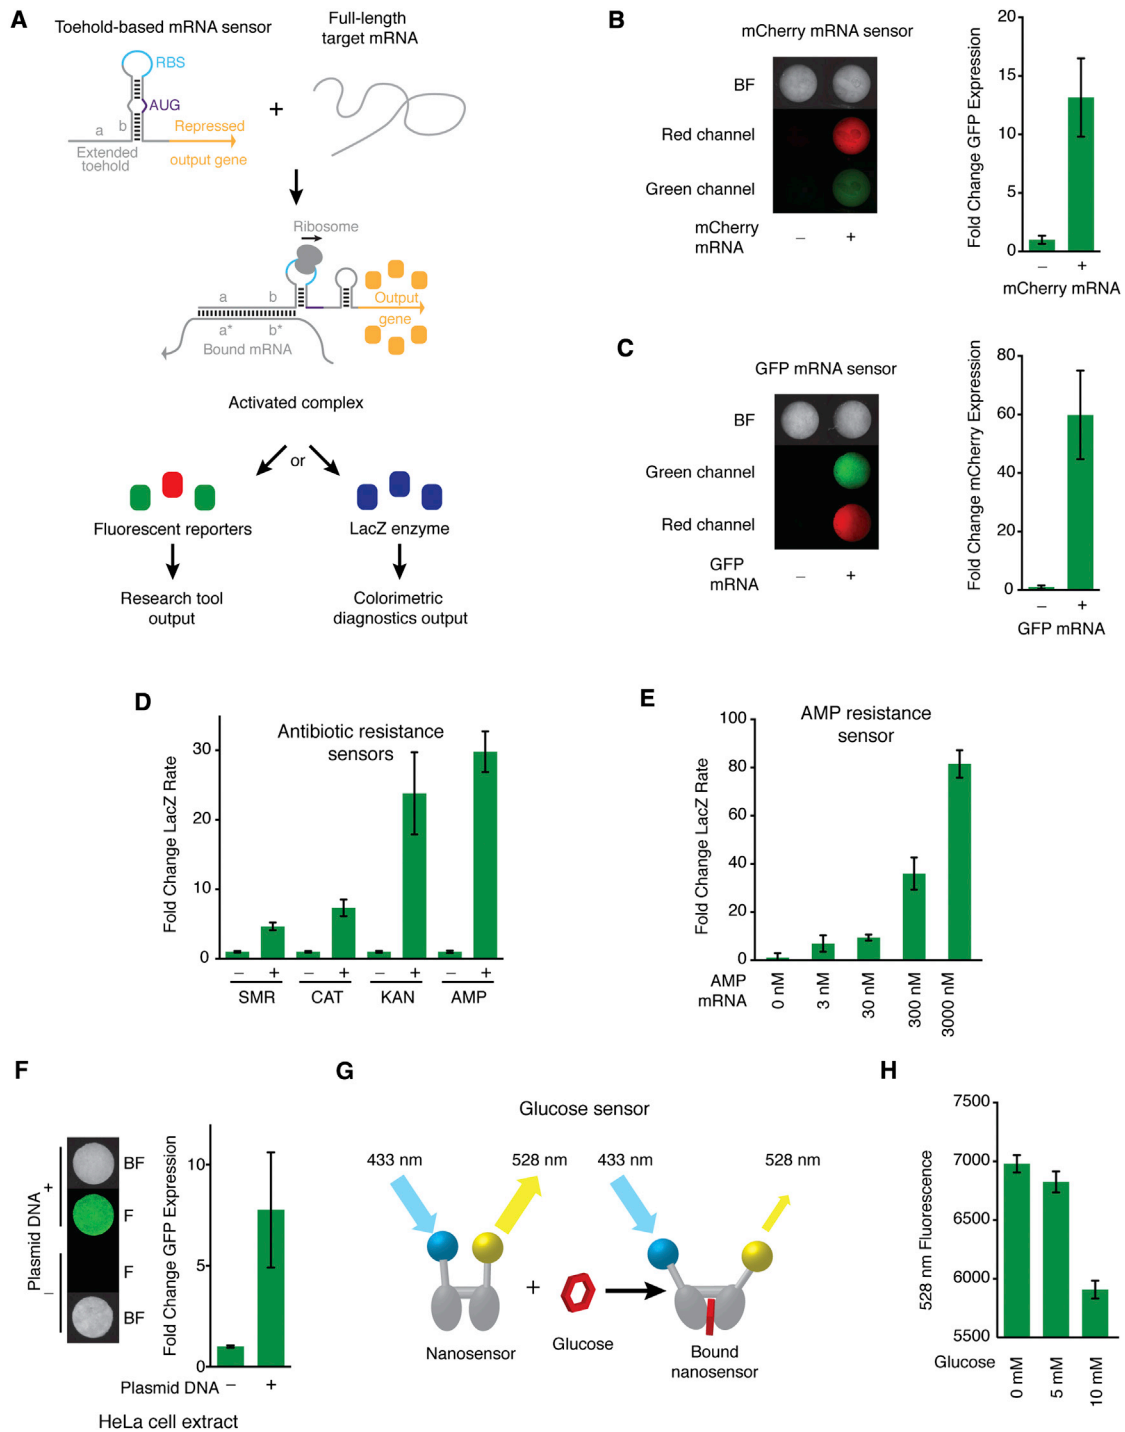 A
Toehold-based mRNA sensor
Full-length
target mRNA
RBS
AUG
a
b
Repressed
output gene
Extended
toehold
+
Ribosome
a
b
Output
gene
a*
b*
Bound mRNA
Activated complex
or
Fluorescent reporters
LacZ enzyme
Research tool
output
Colorimetric
diagnostics output
B
mCherry mRNA sensor
BF
Red channel
Green channel
mCherry
mRNA
– +
Fold Change GFP Expression
20
15
10
5
0
– +
mCherry mRNA
C
GFP mRNA sensor
BF
Green channel
Red channel
GFP
mRNA
– +
Fold Change mCherry Expression
80
60
40
20
0
– +
GFP mRNA
D
Antibiotic resistance
sensors
Fold Change LacZ Rate
30
20
10
0
– + – + – + – +
SMR CAT KAN AMP
E
AMP resistance
sensor
Fold Change LacZ Rate
100
80
60
40
20
0
AMP
mRNA
0 nM
3 nM
30 nM
300 nM
3000 nM
F
Plasmid DNA
+
–
BF
F
F
BF
Fold Change GFP Expression
10
5
0
Plasmid DNA – +
HeLa cell extract
G
Glucose sensor
433 nm
528 nm
433 nm
528 nm
+
Nanosensor
Glucose
Bound
nanosensor
H
528 nm Fluorescence
7500
7000
6500
6000
5500
Glucose
0 mM
5 mM
10 mM